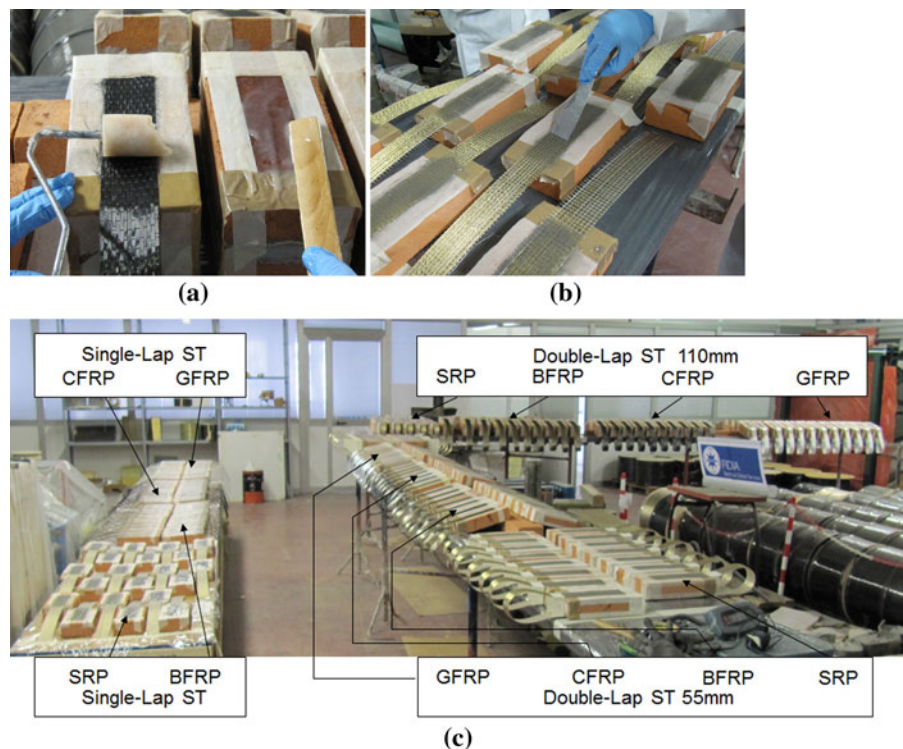 (a)
(b)
Single-Lap ST
CFRP GFRP
Double-Lap ST 110mm
SRP BFRP CFRP GFRP
FIDIA
SRP BFRP
Single-Lap ST
GFRP CFRP BFRP SRP
Double-Lap ST 55mm
(c)